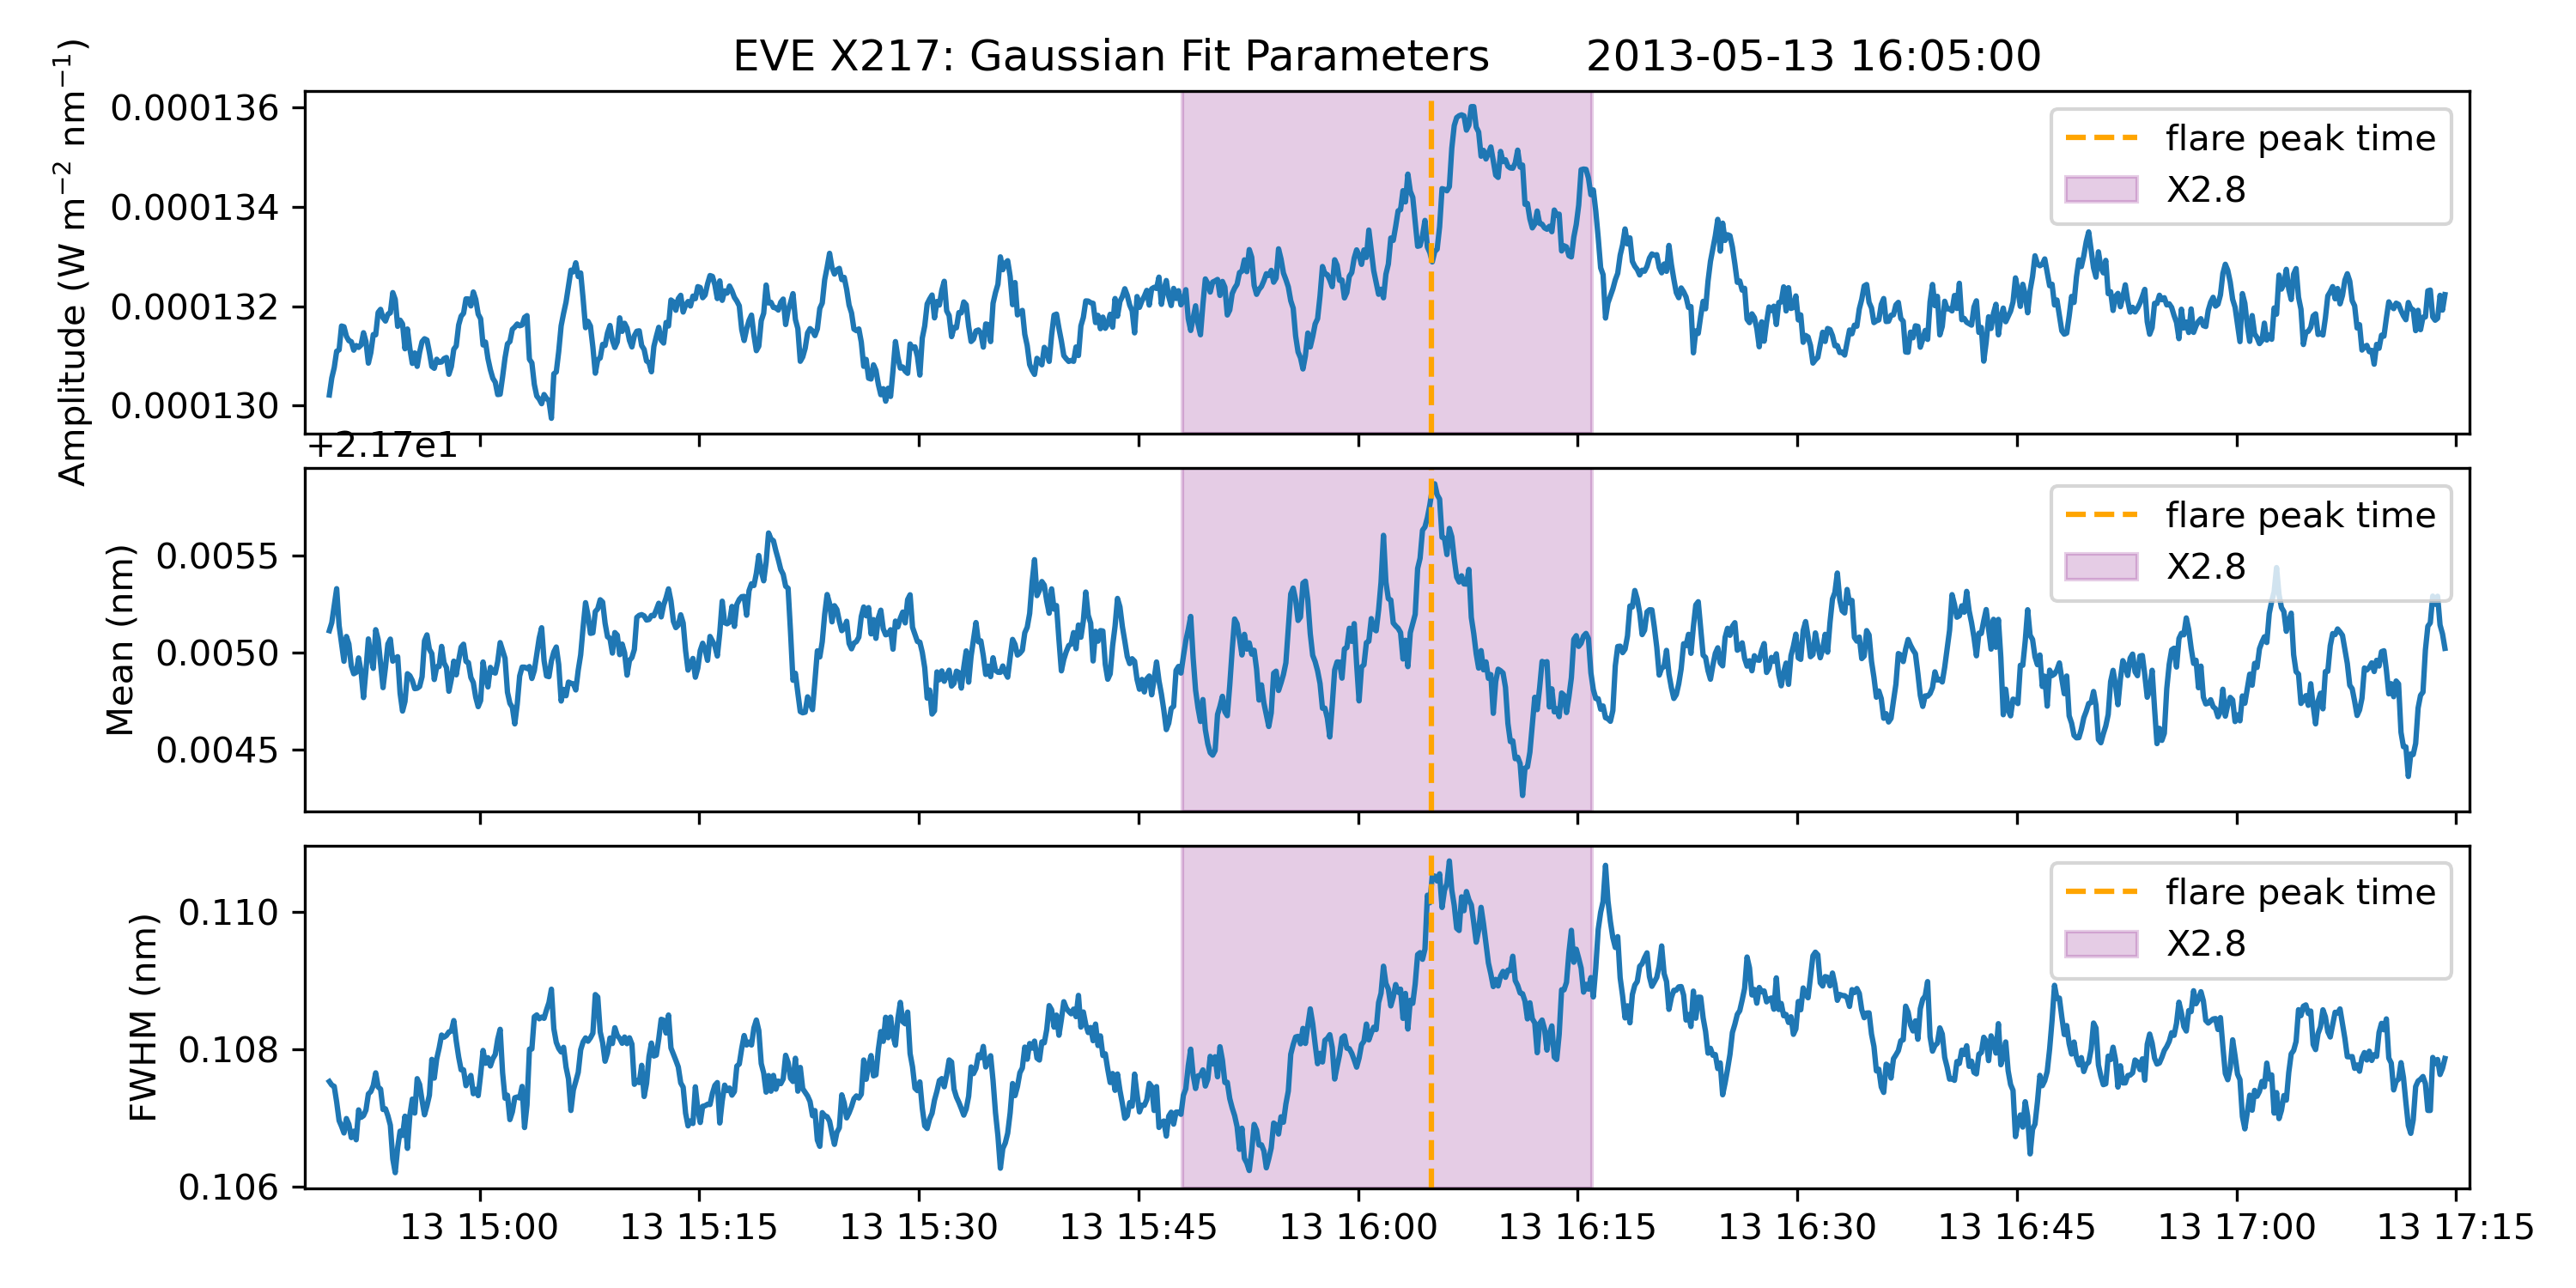 EVE X217: Gaussian Fit Parameters 2013-05-13 16:05:00
Amplitude (W m⁻² nm⁻¹)
0.000136
0.000134
0.000132
0.000130
flare peak time
X2.8
+2.17e1
Mean (nm)
0.0055
0.0050
0.0045
flare peak time
X2.8
FWHM (nm)
0.110
0.108
0.106
flare peak time
X2.8
13 15:00 13 15:15 13 15:30 13 15:45 13 16:00 13 16:15 13 16:30 13 16:45 13 17:00 13 17:15